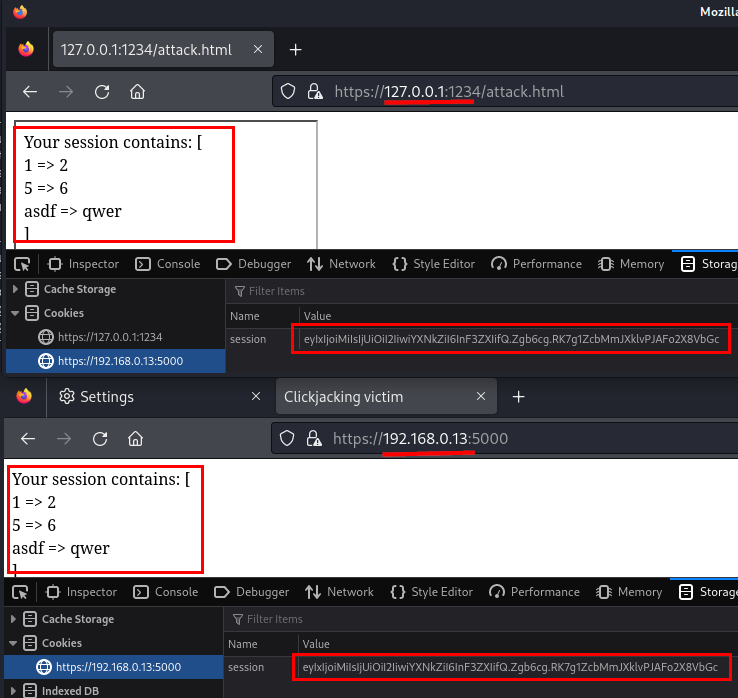 Mozilla
127.0.0.1:1234/attack.html
https://127.0.0.1:1234/attack.html
Your session contains: [
1 => 2
5 => 6
asdf => qwer
]
Inspector Console Debugger Network Style Editor Performance Memory Storag
Cache Storage Filter Items
Cookies Name Value
https://127.0.0.1:1234 session eyIxIjoiMiIsIjUiOiI2IiwiYXNkZiI6InF3ZXIifQ.Zgb6cg.RK7g1ZcbMmJXklvPJAFo2X8VbGc
https://192.168.0.13:5000
Settings Clickjacking victim
https://192.168.0.13:5000
Your session contains: [
1 => 2
5 => 6
asdf => qwer
]
Inspector Console Debugger Network Style Editor Performance Memory Storage
Cache Storage Filter Items
Cookies Name Value
https://192.168.0.13:5000 session eyIxIjoiMiIsIjUiOiI2IiwiYXNkZiI6InF3ZXIifQ.Zgb6cg.RK7g1ZcbMmJXklvPJAFo2X8VbGc
Indexed DB